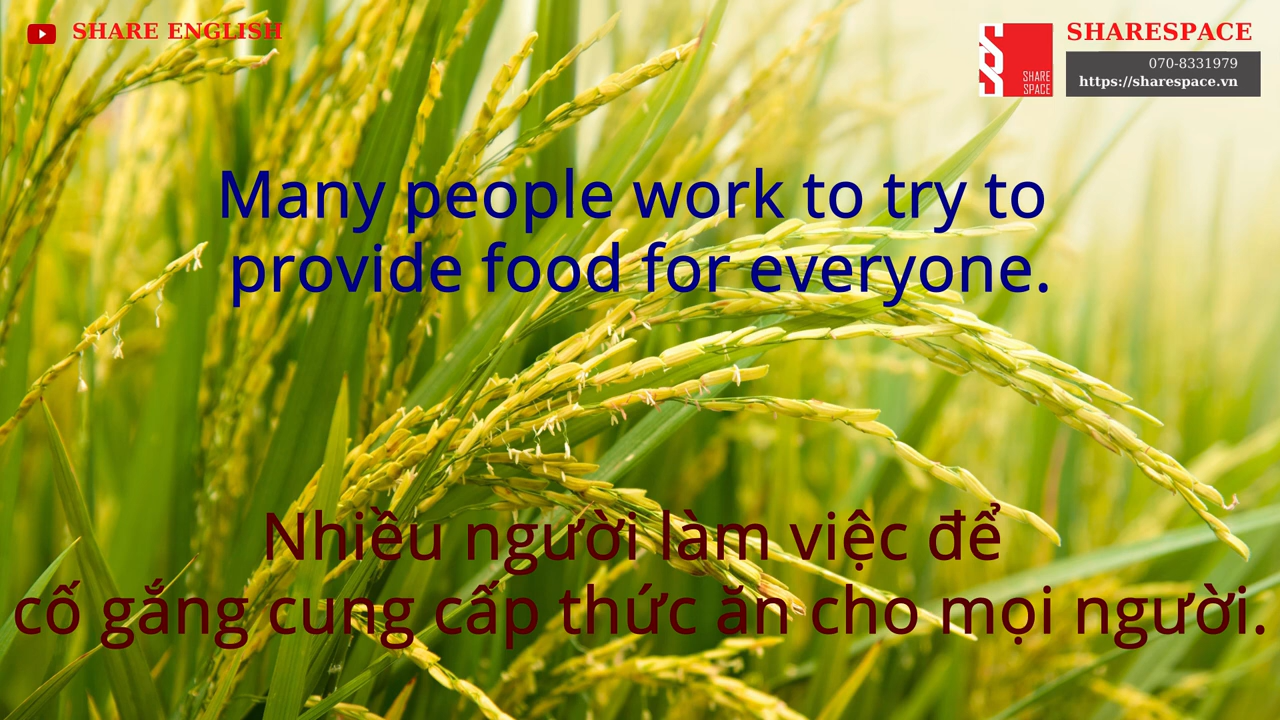 SHARE ENGLISH
SHARESPACE
070-8331979
https://sharespace.vn
SHARE
SPACE
Many people work to try to
provide food for everyone.
Nhiều người làm việc để
cố gắng cung cấp thức ăn cho mọi người.